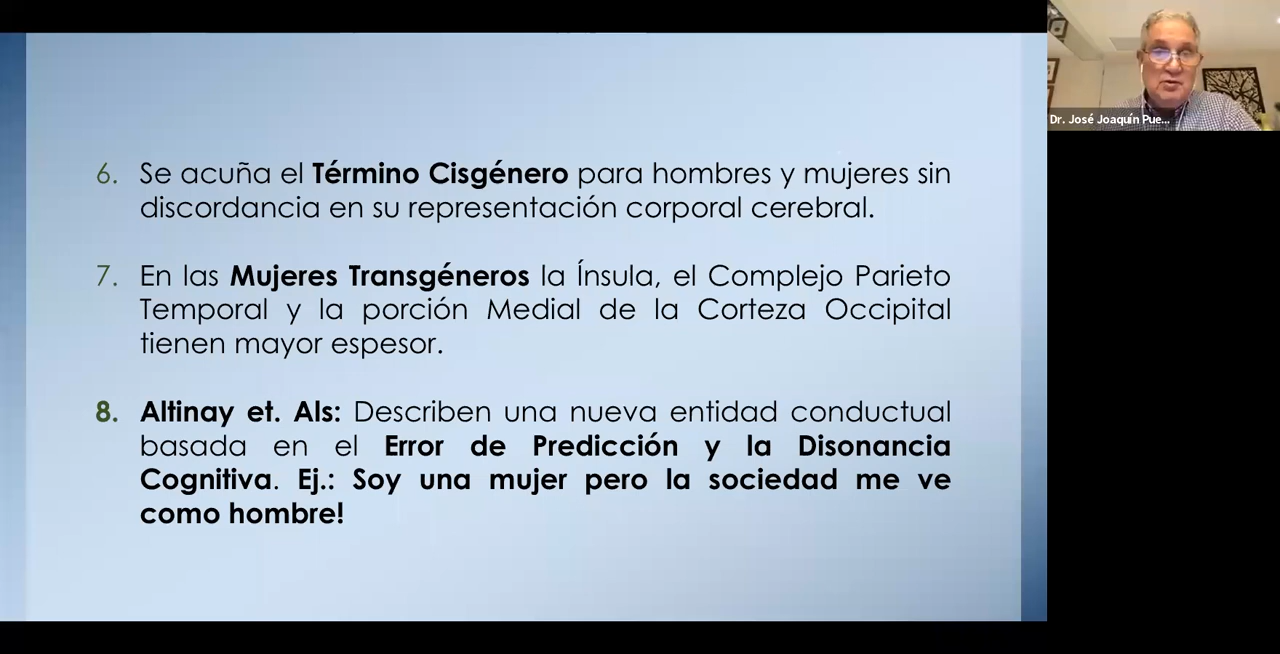 6. Se acuña el Término Cisgénero para hombres y mujeres sin
discordancia en su representación corporal cerebral.
7. En las Mujeres Transgéneros la Ínsula, el Complejo Parieto
Temporal y la porción Medial de la Corteza Occipital
tienen mayor espesor.
8. Altinay et. Als: Describen una nueva entidad conductual
basada en el Error de Predicción y la Disonancia
Cognitiva. Ej.: Soy una mujer pero la sociedad me ve
como hombre!
Dr. José Joaquín Pue...